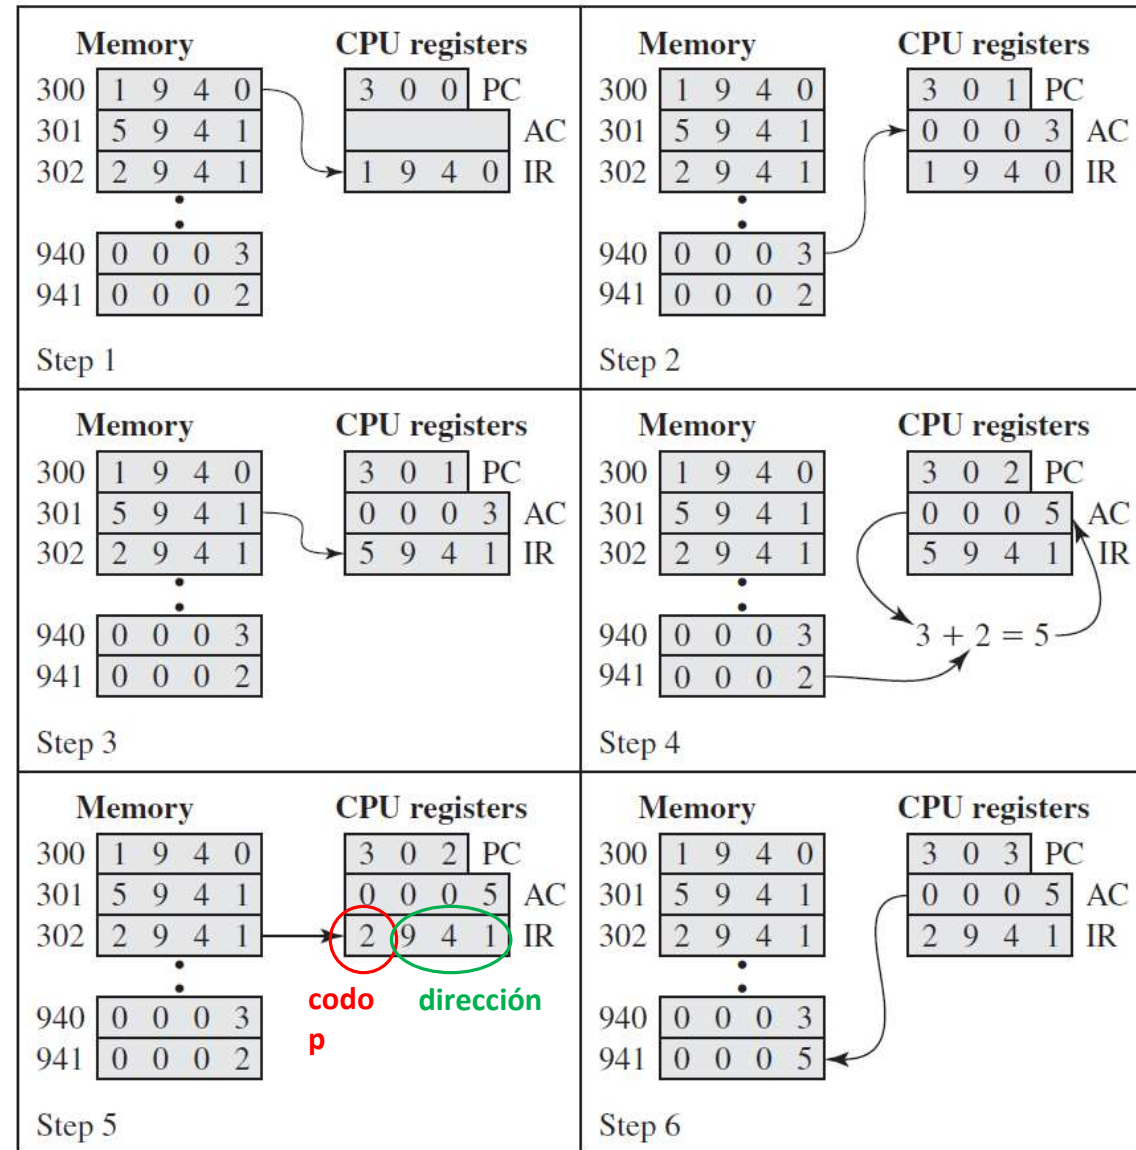 Memory CPU registers
300 1 9 4 0 3 0 0 PC
301 5 9 4 1 AC
302 2 9 4 1 1 9 4 0 IR
940 0 0 0 3
941 0 0 0 2
Step 1
Memory CPU registers
300 1 9 4 0 3 0 1 PC
301 5 9 4 1 0 0 0 3 AC
302 2 9 4 1 1 9 4 0 IR
940 0 0 0 3
941 0 0 0 2
Step 2
Memory CPU registers
300 1 9 4 0 3 0 1 PC
301 5 9 4 1 0 0 0 3 AC
302 2 9 4 1 5 9 4 1 IR
940 0 0 0 3
941 0 0 0 2
Step 3
Memory CPU registers
300 1 9 4 0 3 0 2 PC
301 5 9 4 1 0 0 0 5 AC
302 2 9 4 1 5 9 4 1 IR
940 0 0 0 3 3 + 2 = 5
941 0 0 0 2
Step 4
Memory CPU registers
300 1 9 4 0 3 0 2 PC
301 5 9 4 1 0 0 0 5 AC
302 2 9 4 1 2 9 4 1 IR
codo dirección
p
940 0 0 0 3
941 0 0 0 2
Step 5
Memory CPU registers
300 1 9 4 0 3 0 3 PC
301 5 9 4 1 0 0 0 5 AC
302 2 9 4 1 2 9 4 1 IR
940 0 0 0 3
941 0 0 0 5
Step 6